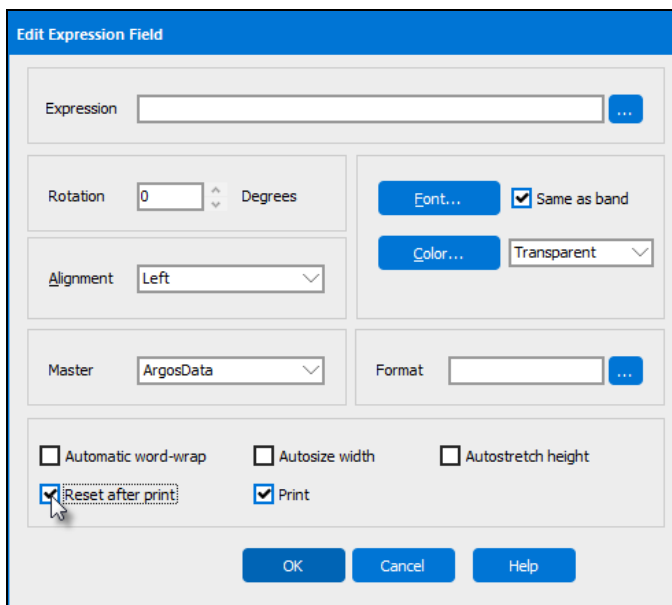 Edit Expression Field
Expression ...
Rotation 0 Degrees
Font... Same as band
Color... Transparent
Alignment Left
Master ArgosData
Format ...
Automatic word-wrap Autosize width Autostretch height
Reset after print Print
OK Cancel Help